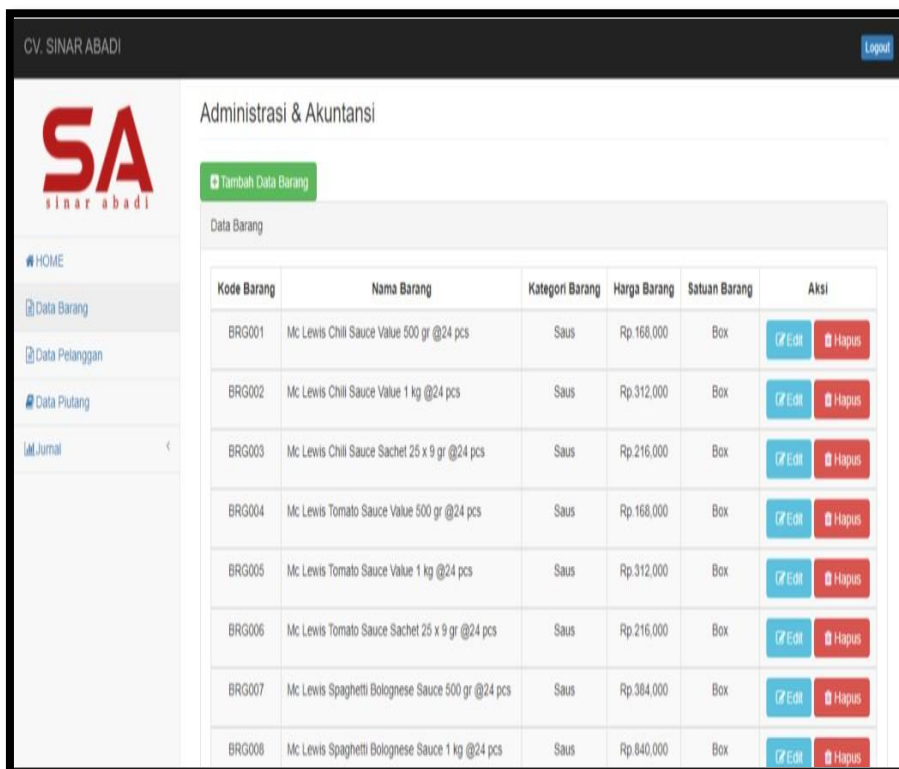 CV. SINAR ABADI
Logout
SA
sinar abadi
HOME
Data Barang
Data Pelanggan
Data Piutang
Jurnal
Administrasi & Akuntansi
Tambah Data Barang
Data Barang
Kode Barang Nama Barang Kategori Barang Harga Barang Satuan Barang Aksi
BRG001 Mc Lewis Chili Sauce Value 500 gr @24 pcs Saus Rp.168,000 Box Edit Hapus
BRG002 Mc Lewis Chili Sauce Value 1 kg @24 pcs Saus Rp.312,000 Box Edit Hapus
BRG003 Mc Lewis Chili Sauce Sachet 25 x 9 gr @24 pcs Saus Rp.216,000 Box Edit Hapus
BRG004 Mc Lewis Tomato Sauce Value 500 gr @24 pcs Saus Rp.168,000 Box Edit Hapus
BRG005 Mc Lewis Tomato Sauce Value 1 kg @24 pcs Saus Rp.312,000 Box Edit Hapus
BRG006 Mc Lewis Tomato Sauce Sachet 25 x 9 gr @24 pcs Saus Rp.216,000 Box Edit Hapus
BRG007 Mc Lewis Spaghetti Bolognese Sauce 500 gr @24 pcs Saus Rp.384,000 Box Edit Hapus
BRG008 Mc Lewis Spaghetti Bolognese Sauce 1 kg @24 pcs Saus Rp.840,000 Box Edit Hapus